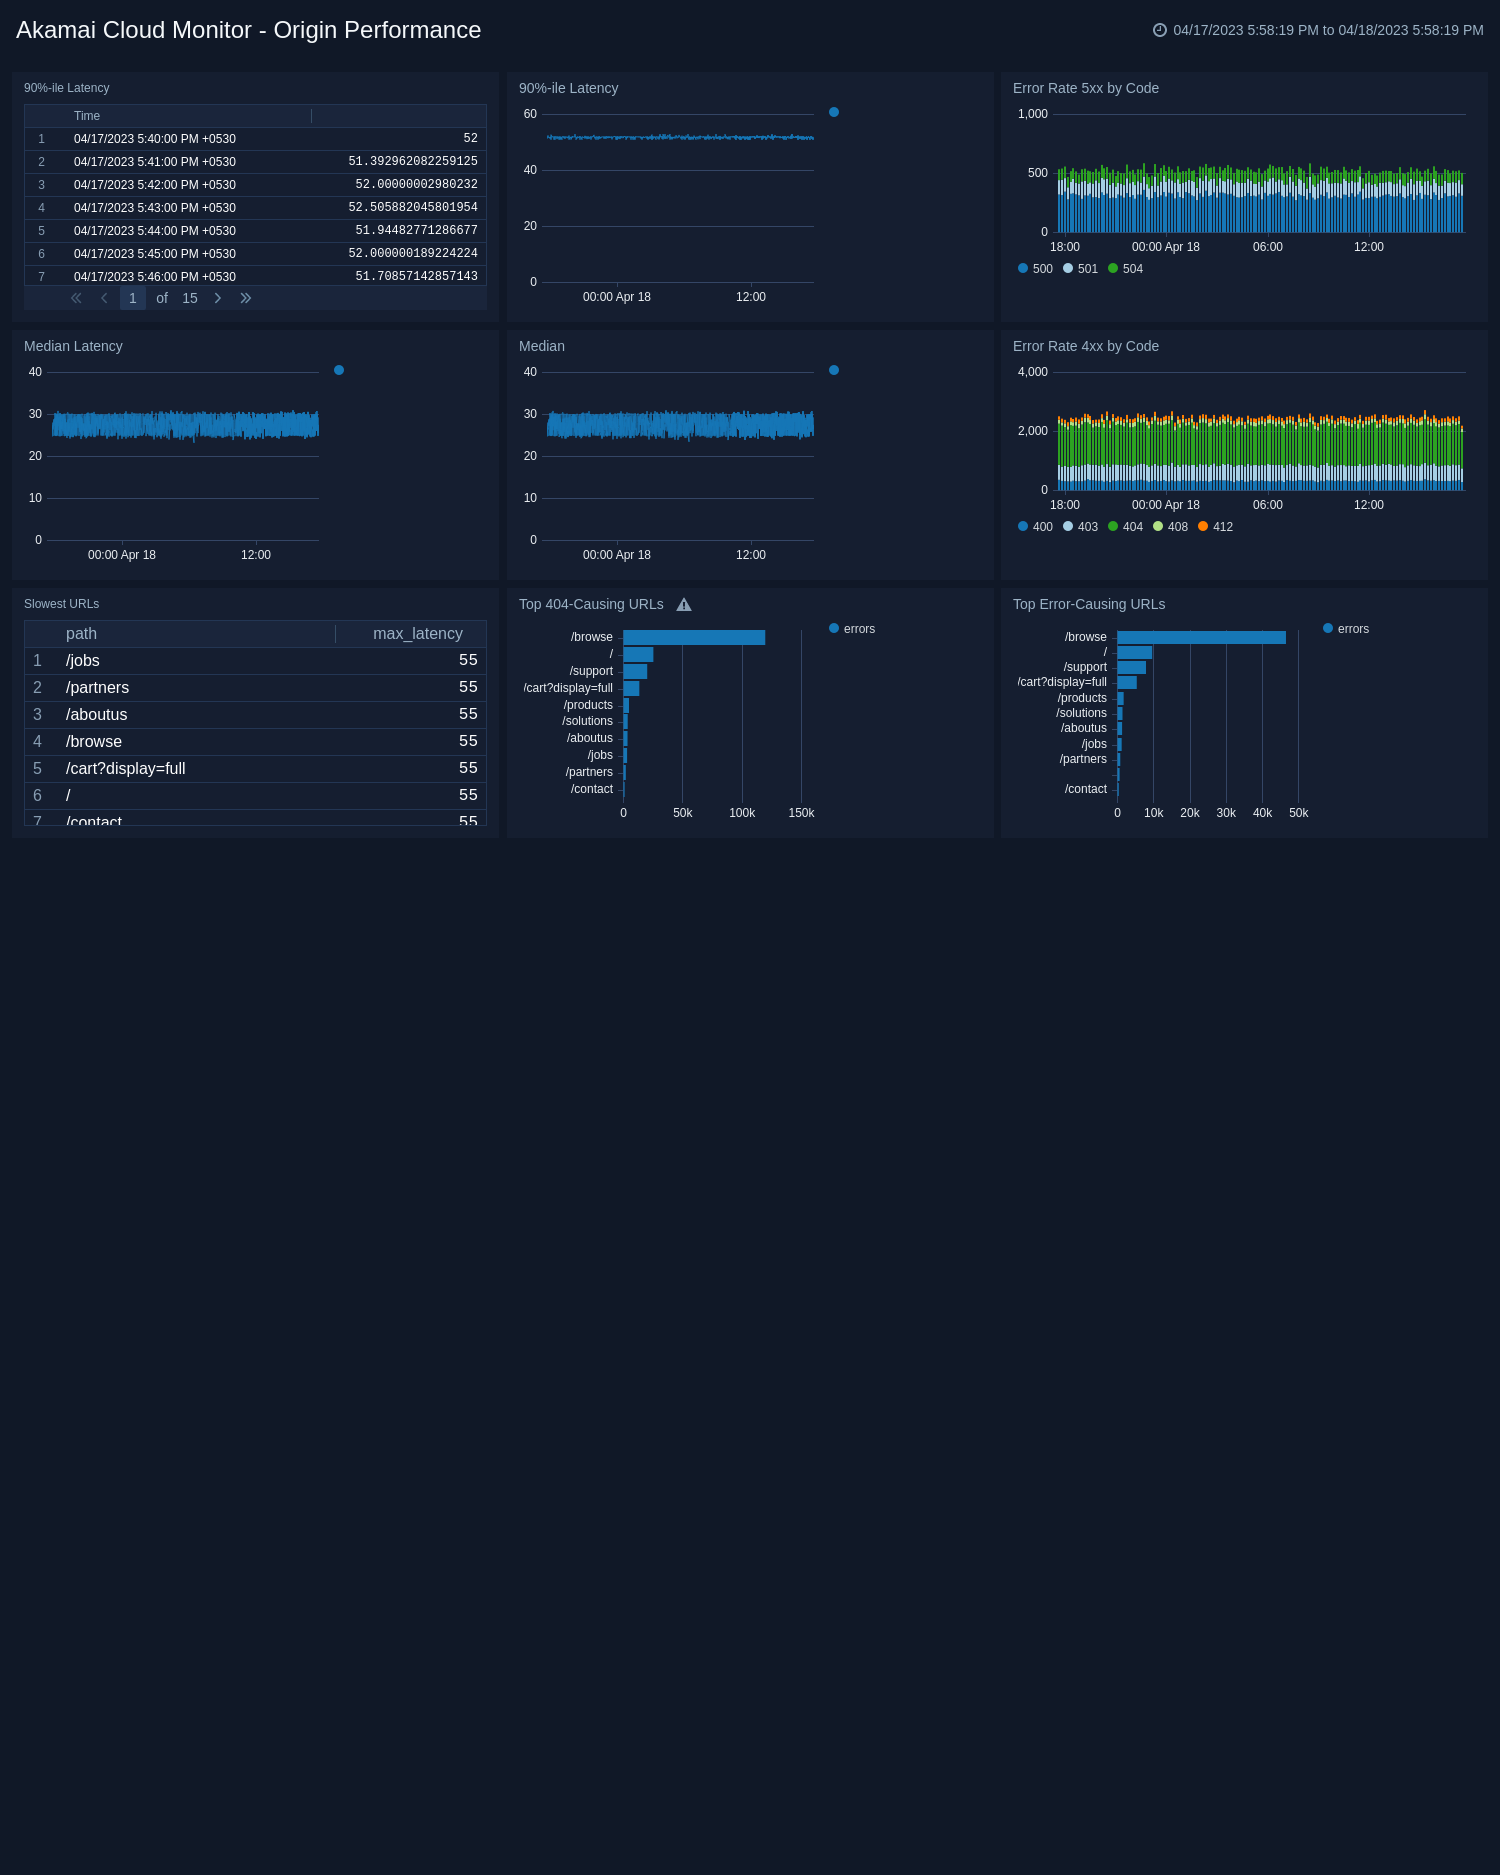 Akamai Cloud Monitor - Origin Performance
04/17/2023 5:58:19 PM to 04/18/2023 5:58:19 PM
90%-ile Latency
Time
1 04/17/2023 5:40:00 PM +0530 52
2 04/17/2023 5:41:00 PM +0530 51.392962082259125
3 04/17/2023 5:42:00 PM +0530 52.00000002980232
4 04/17/2023 5:43:00 PM +0530 52.505882045801954
5 04/17/2023 5:44:00 PM +0530 51.94482771286677
6 04/17/2023 5:45:00 PM +0530 52.000000189224224
7 04/17/2023 5:46:00 PM +0530 51.70857142857143
1 of 15
90%-ile Latency
60
40
20
0
00:00 Apr 18 12:00
Error Rate 5xx by Code
1,000
500
0
18:00 00:00 Apr 18 06:00 12:00
500 501 504
Median Latency
40
30
20
10
0
00:00 Apr 18 12:00
Median
40
30
20
10
0
00:00 Apr 18 12:00
Error Rate 4xx by Code
4,000
2,000
0
18:00 00:00 Apr 18 06:00 12:00
400 403 404 408 412
Slowest URLs
path max_latency
1 /jobs 55
2 /partners 55
3 /aboutus 55
4 /browse 55
5 /cart?display=full 55
6 / 55
7 /contact 55
Top 404-Causing URLs
errors
/browse
/
/support
/cart?display=full
/products
/solutions
/aboutus
/jobs
/partners
/contact
0 50k 100k 150k
Top Error-Causing URLs
errors
/browse
/
/support
/cart?display=full
/products
/solutions
/aboutus
/jobs
/partners
/contact
0 10k 20k 30k 40k 50k